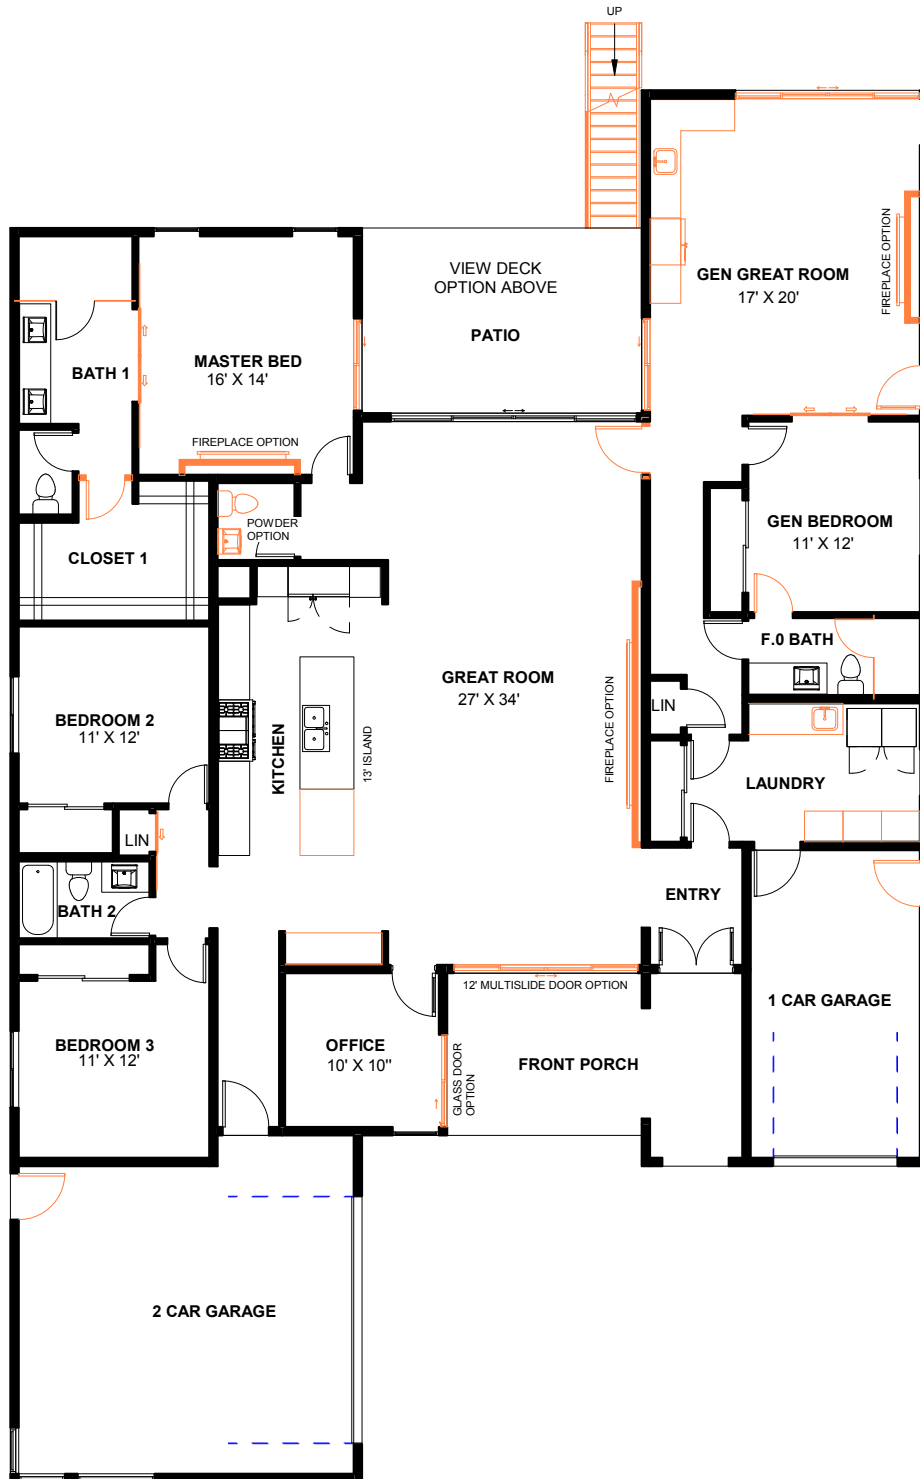 UP
VIEW DECK
OPTION ABOVE
PATIO
GEN GREAT ROOM
17' X 20'
FIREPLACE OPTION
MASTER BED
16' X 14'
BATH 1
FIREPLACE OPTION
POWDER
OPTION
CLOSET 1
GEN BEDROOM
11' X 12'
F.0 BATH
GREAT ROOM
27' X 34'
FIREPLACE OPTION
LIN
BEDROOM 2
11' X 12'
KITCHEN
13' ISLAND
LAUNDRY
LIN
BATH 2
ENTRY
12' MULTISLIDE DOOR OPTION
1 CAR GARAGE
BEDROOM 3
11' X 12'
OFFICE
10' X 10"
GLASS DOOR
OPTION
FRONT PORCH
2 CAR GARAGE